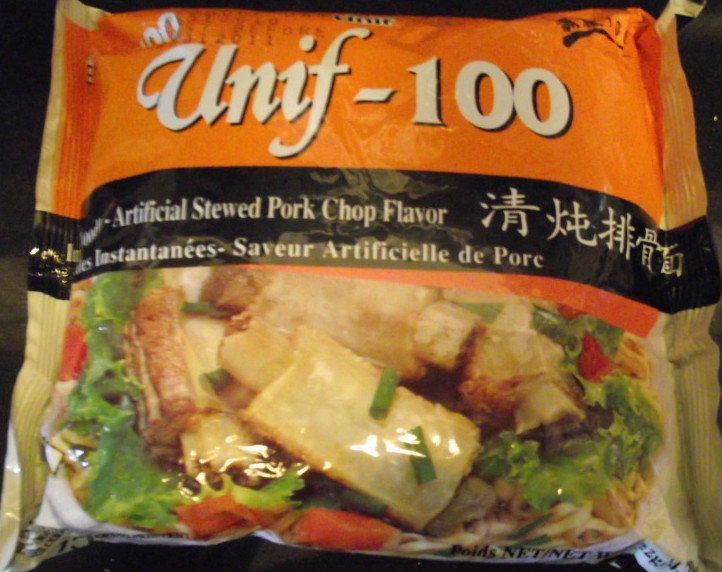 Unif
Unif-100
- Artificial Stewed Pork Chop Flavor
清炖排骨面
Instantanées- Saveur Artificielle de Porc
Poids NET/NET